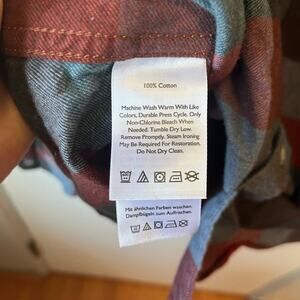 100% Cotton
Machine Wash Warm With Like
Colors, Durable Press Cycle. Only
Non-Chlorine Bleach When
Needed. Tumble Dry Low.
Remove Promptly. Steam Ironing
May Be Required For Restoration.
Do Not Dry Clean.
Mit ähnlichen Farben waschen.
Dampfbügeln zum Auffrischen.